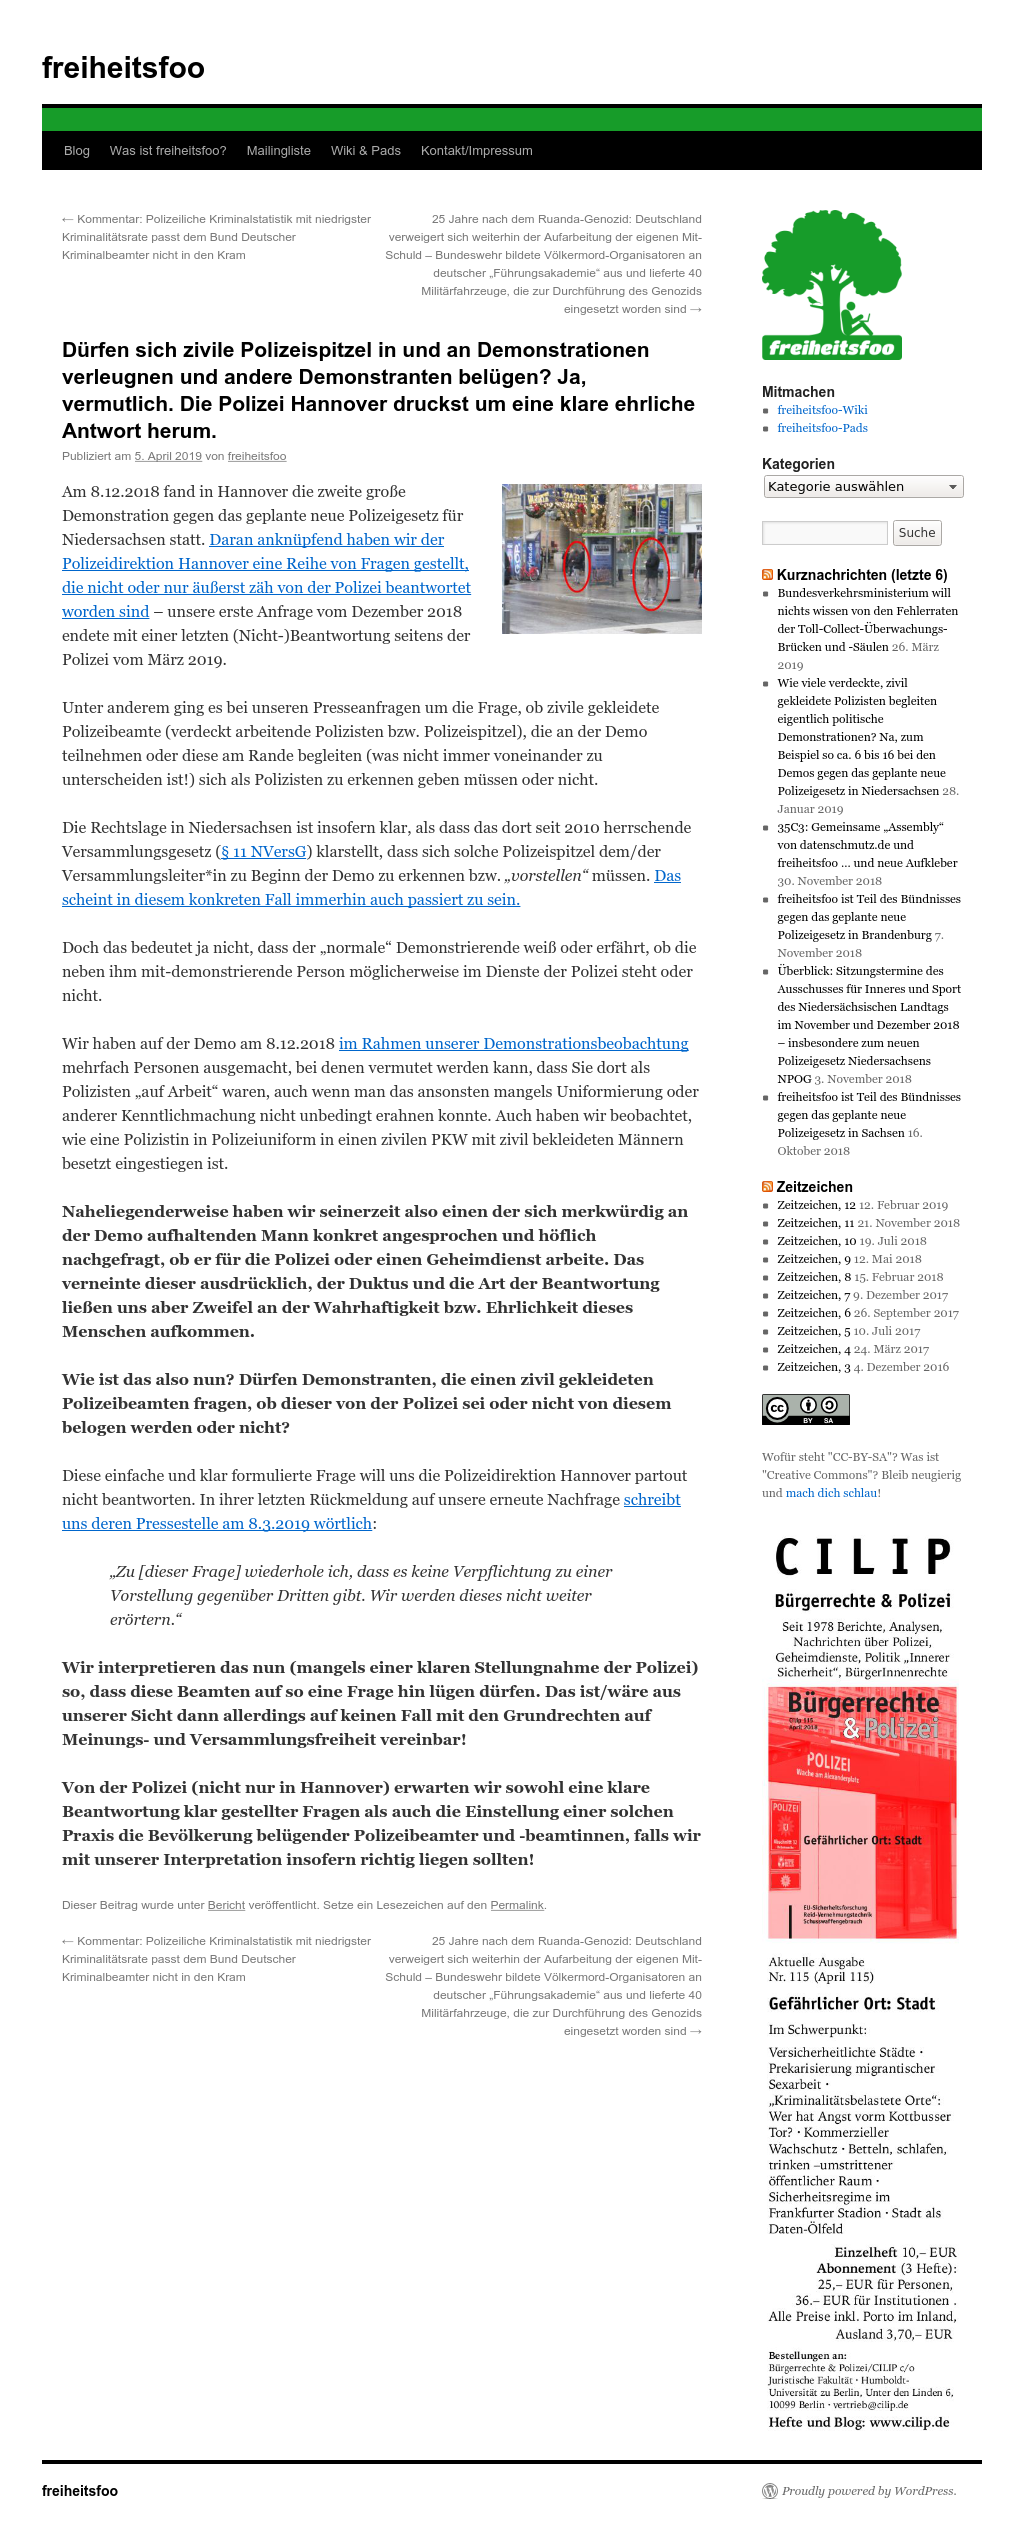 freiheitsfoo
Blog Was ist freiheitsfoo? Mailingliste Wiki & Pads Kontakt/Impressum
← Kommentar: Polizeiliche Kriminalstatistik mit niedrigster
Kriminalitätsrate passt dem Bund Deutscher
Kriminalbeamter nicht in den Kram
25 Jahre nach dem Ruanda-Genozid: Deutschland
verweigert sich weiterhin der Aufarbeitung der eigenen Mit-
Schuld – Bundeswehr bildete Völkermord-Organisatoren an
deutscher „Führungsakademie“ aus und lieferte 40
Militärfahrzeuge, die zur Durchführung des Genozids
eingesetzt worden sind →
Dürfen sich zivile Polizeispitzel in und an Demonstrationen
verleugnen und andere Demonstranten belügen? Ja,
vermutlich. Die Polizei Hannover druckst um eine klare ehrliche
Antwort herum.
Publiziert am 5. April 2019 von freiheitsfoo
Am 8.12.2018 fand in Hannover die zweite große
Demonstration gegen das geplante neue Polizeigesetz für
Niedersachsen statt. Daran anknüpfend haben wir der
Polizeidirektion Hannover eine Reihe von Fragen gestellt,
die nicht oder nur äußerst zäh von der Polizei beantwortet
worden sind – unsere erste Anfrage vom Dezember 2018
endete mit einer letzten (Nicht-)Beantwortung seitens der
Polizei vom März 2019.
Unter anderem ging es bei unseren Presseanfragen um die Frage, ob zivile gekleidete
Polizeibeamte (verdeckt arbeitende Polizisten bzw. Polizeispitzel), die an der Demo
teilnehmen oder diese am Rande begleiten (was nicht immer voneinander zu
unterscheiden ist!) sich als Polizisten zu erkennen geben müssen oder nicht.
Die Rechtslage in Niedersachsen ist insofern klar, als dass das dort seit 2010 herrschende
Versammlungsgesetz (§ 11 NVersG) klarstellt, dass sich solche Polizeispitzel dem/der
Versammlungsleiter*in zu Beginn der Demo zu erkennen bzw. „vorstellen“ müssen. Das
scheint in diesem konkreten Fall immerhin auch passiert zu sein.
Doch das bedeutet ja nicht, dass der „normale“ Demonstrierende weiß oder erfährt, ob die
neben ihm mit-demonstrierende Person möglicherweise im Dienste der Polizei steht oder
nicht.
Wir haben auf der Demo am 8.12.2018 im Rahmen unserer Demonstrationsbeobachtung
mehrfach Personen ausgemacht, bei denen vermutet werden kann, dass Sie dort als
Polizisten „auf Arbeit“ waren, auch wenn man das ansonsten mangels Uniformierung oder
anderer Kenntlichmachung nicht unbedingt erahnen konnte. Auch haben wir beobachtet,
wie eine Polizistin in Polizeiuniform in einen zivilen PKW mit zivil bekleideten Männern
besetzt eingestiegen ist.
Naheliegenderweise haben wir seinerzeit also einen der sich merkwürdig an
der Demo aufhaltenden Mann konkret angesprochen und höflich
nachgefragt, ob er für die Polizei oder einen Geheimdienst arbeite. Das
verneinte dieser ausdrücklich, der Duktus und die Art der Beantwortung
ließen uns aber Zweifel an der Wahrhaftigkeit bzw. Ehrlichkeit dieses
Menschen aufkommen.
Wie ist das also nun? Dürfen Demonstranten, die einen zivil gekleideten
Polizeibeamten fragen, ob dieser von der Polizei sei oder nicht von diesem
belogen werden oder nicht?
Diese einfache und klar formulierte Frage will uns die Polizeidirektion Hannover partout
nicht beantworten. In ihrer letzten Rückmeldung auf unsere erneute Nachfrage schreibt
uns deren Pressestelle am 8.3.2019 wörtlich:
„Zu [dieser Frage] wiederhole ich, dass es keine Verpflichtung zu einer
Vorstellung gegenüber Dritten gibt. Wir werden dieses nicht weiter
erörtern.“
Wir interpretieren das nun (mangels einer klaren Stellungnahme der Polizei)
so, dass diese Beamten auf so eine Frage hin lügen dürfen. Das ist/wäre aus
unserer Sicht dann allerdings auf keinen Fall mit den Grundrechten auf
Meinungs- und Versammlungsfreiheit vereinbar!
Von der Polizei (nicht nur in Hannover) erwarten wir sowohl eine klare
Beantwortung klar gestellter Fragen als auch die Einstellung einer solchen
Praxis die Bevölkerung belügender Polizeibeamter und -beamtinnen, falls wir
mit unserer Interpretation insofern richtig liegen sollten!
Dieser Beitrag wurde unter Bericht veröffentlicht. Setze ein Lesezeichen auf den Permalink.
← Kommentar: Polizeiliche Kriminalstatistik mit niedrigster
Kriminalitätsrate passt dem Bund Deutscher
Kriminalbeamter nicht in den Kram
25 Jahre nach dem Ruanda-Genozid: Deutschland
verweigert sich weiterhin der Aufarbeitung der eigenen Mit-
Schuld – Bundeswehr bildete Völkermord-Organisatoren an
deutscher „Führungsakademie“ aus und lieferte 40
Militärfahrzeuge, die zur Durchführung des Genozids
eingesetzt worden sind →
freiheitsfoo
Mitmachen
freiheitsfoo-Wiki
freiheitsfoo-Pads
Kategorien
Kategorie auswählen
Suche
Kurznachrichten (letzte 6)
Bundesverkehrsministerium will
nichts wissen von den Fehlerraten
der Toll-Collect-Überwachungs-
Brücken und -Säulen 26. März
2019
Wie viele verdeckte, zivil
gekleidete Polizisten begleiten
eigentlich politische
Demonstrationen? Na, zum
Beispiel so ca. 6 bis 16 bei den
Demos gegen das geplante neue
Polizeigesetz in Niedersachsen 28.
Januar 2019
35C3: Gemeinsame „Assembly“
von datenschmutz.de und
freiheitsfoo … und neue Aufkleber
30. November 2018
freiheitsfoo ist Teil des Bündnisses
gegen das geplante neue
Polizeigesetz in Brandenburg 7.
November 2018
Überblick: Sitzungstermine des
Ausschusses für Inneres und Sport
des Niedersächsischen Landtags
im November und Dezember 2018
– insbesondere zum neuen
Polizeigesetz Niedersachsens
NPOG 3. November 2018
freiheitsfoo ist Teil des Bündnisses
gegen das geplante neue
Polizeigesetz in Sachsen 16.
Oktober 2018
Zeitzeichen
Zeitzeichen, 12 12. Februar 2019
Zeitzeichen, 11 21. November 2018
Zeitzeichen, 10 19. Juli 2018
Zeitzeichen, 9 12. Mai 2018
Zeitzeichen, 8 15. Februar 2018
Zeitzeichen, 7 9. Dezember 2017
Zeitzeichen, 6 26. September 2017
Zeitzeichen, 5 10. Juli 2017
Zeitzeichen, 4 24. März 2017
Zeitzeichen, 3 4. Dezember 2016
cc BY SA
Wofür steht "CC-BY-SA"? Was ist
"Creative Commons"? Bleib neugierig
und mach dich schlau!
CILIP
Bürgerrechte & Polizei
Seit 1978 Berichte, Analysen,
Nachrichten über Polizei,
Geheimdienste, Politik „Innerer
Sicherheit“, BürgerInnenrechte
Bürgerrechte
& Polizei
Cilip 115
April 2018
POLIZEI
Wache am Alexanderplatz
POLIZEI
Gefährlicher Ort: Stadt
EU-Sicherheitsforschung
Reid-Vernehmungstechnik
Schusswaffengebrauch
Aktuelle Ausgabe
Nr. 115 (April 115)
Gefährlicher Ort: Stadt
Im Schwerpunkt:
Versicherheitlichte Städte ·
Prekarisierung migrantischer
Sexarbeit ·
„Kriminalitätsbelastete Orte“:
Wer hat Angst vorm Kottbusser
Tor? · Kommerzieller
Wachschutz · Betteln, schlafen,
trinken –umstrittener
öffentlicher Raum ·
Sicherheitsregime im
Frankfurter Stadion · Stadt als
Daten-Ölfeld
Einzelheft 10,– EUR
Abonnement (3 Hefte):
25,– EUR für Personen,
36.– EUR für Institutionen .
Alle Preise inkl. Porto im Inland,
Ausland 3,70,– EUR
Bestellungen an:
Bürgerrechte & Polizei/CILIP c/o
Juristische Fakultät · Humboldt-
Universität zu Berlin, Unter den Linden 6,
10099 Berlin · vertrieb@cilip.de
Hefte und Blog: www.cilip.de
freiheitsfoo
Proudly powered by WordPress.